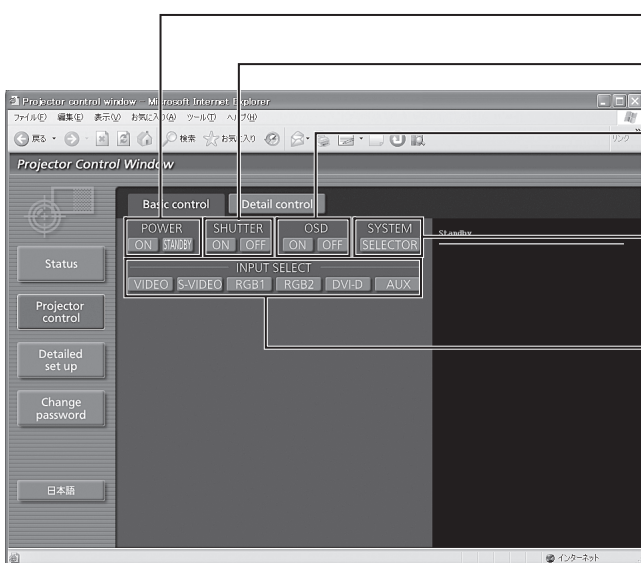 Projector control window - Microsoft Internet Explorer
ファイル(F) 編集(E) 表示(V) お気に入り(A) ツール(T) ヘルプ(H)
戻る 検索 お気に入り リンク
Projector Control Window
Basic control Detail control
POWER SHUTTER OSD SYSTEM
ON STANDBY ON OFF ON OFF SELECTOR
Standby
INPUT SELECT
VIDEO S-VIDEO RGB1 RGB2 DVI-D AUX
Status
Projector
control
Detailed
set up
Change
password
日本語
インターネット